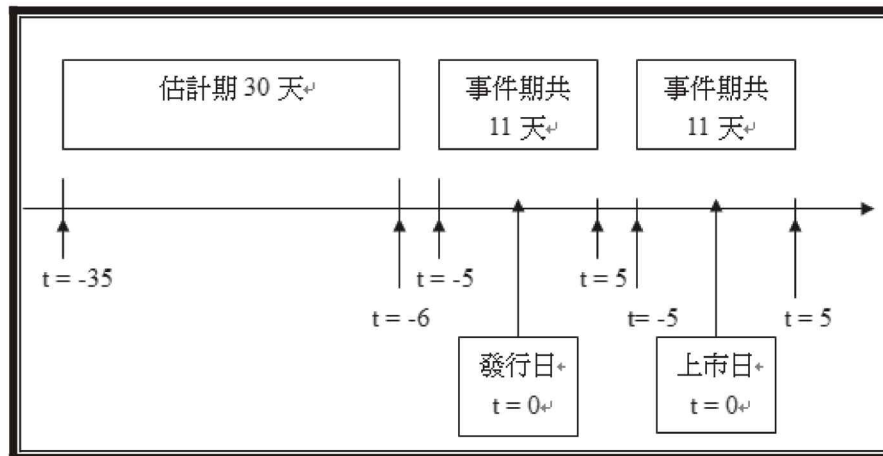 估計期 30 天↵
事件期共
11 天↵
事件期共
11 天↵
t = -35
t = -6
t = -5
t = 5
t= -5
t = 5
發行日←
t = 0↵
上市日←
t = 0↵